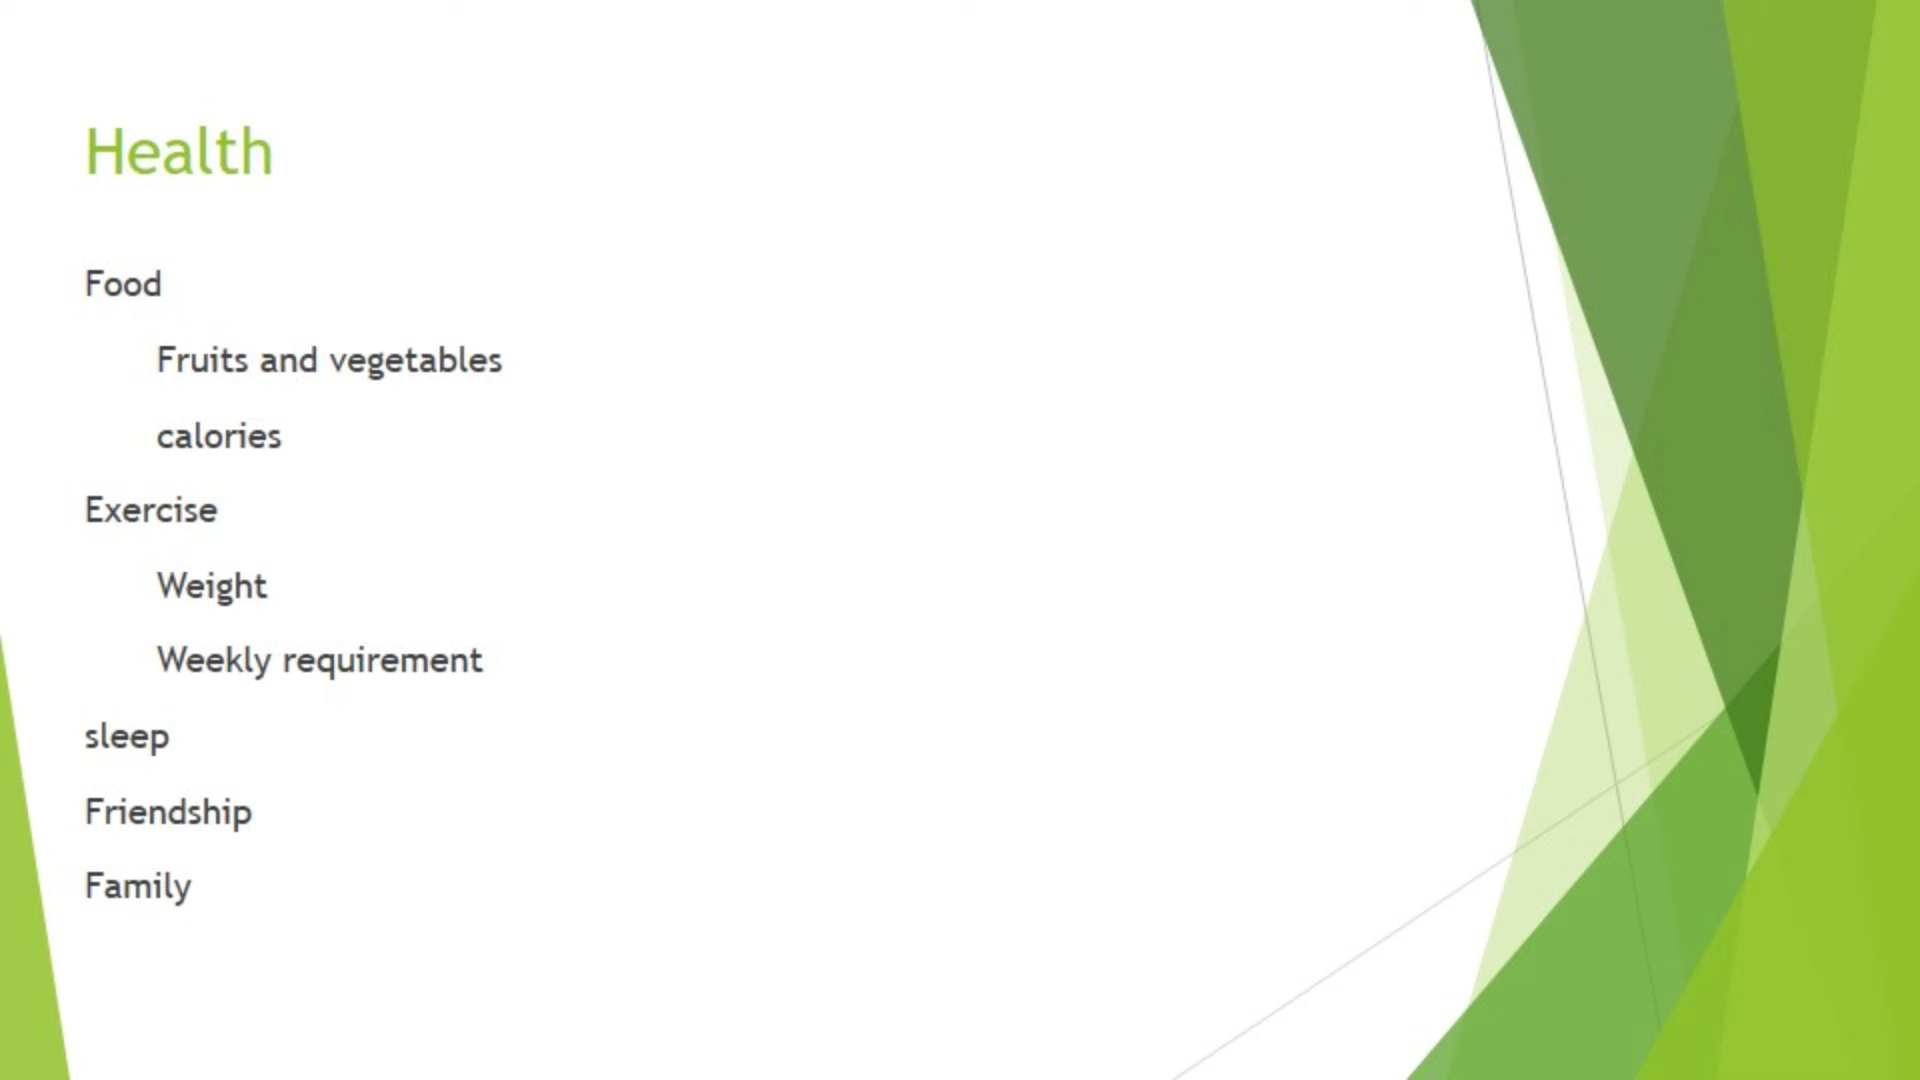 Health
Food
Fruits and vegetables
calories
Exercise
Weight
Weekly requirement
sleep
Friendship
Family